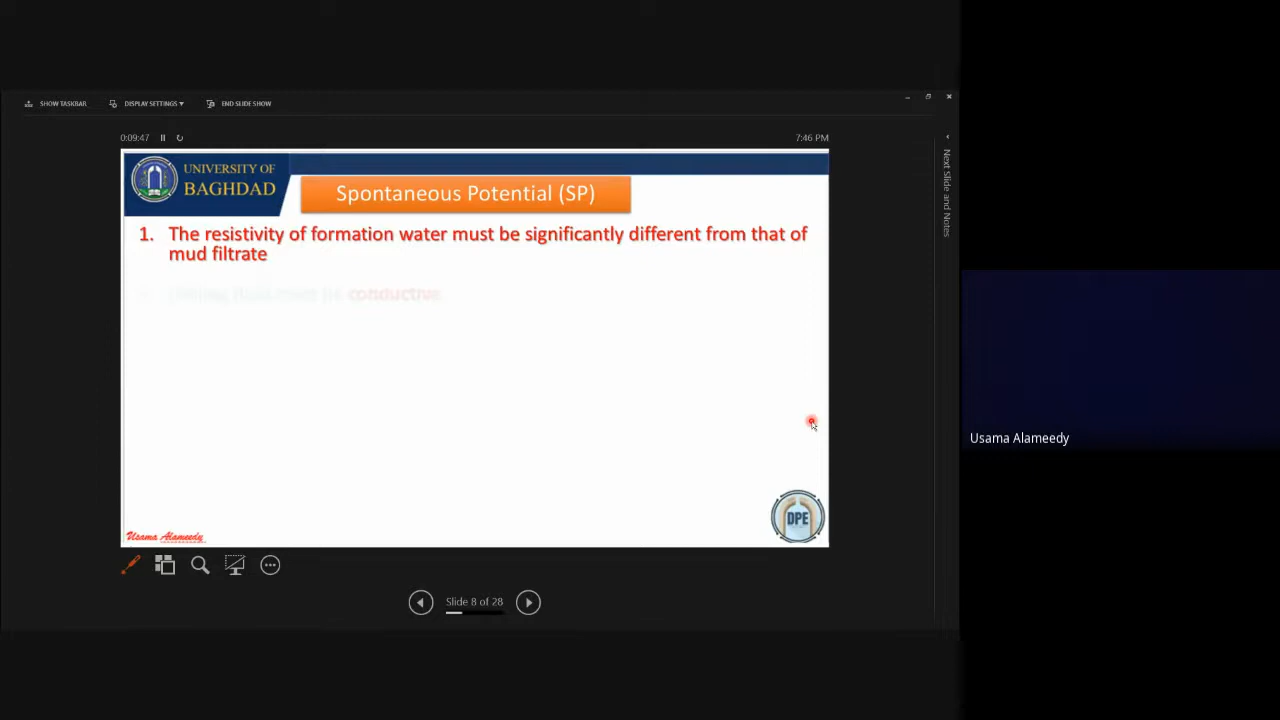 SHOW TASKBAR DISPLAY SETTINGS ▾ END SLIDE SHOW
0:09:47 7:46 PM
UNIVERSITY OF
BAGHDAD
Spontaneous Potential (SP)
1. The resistivity of formation water must be significantly different from that of
mud filtrate
must be conductive
DPE
Usama Alameedy
Slide 8 of 28
Next Slide and Notes
Usama Alameedy